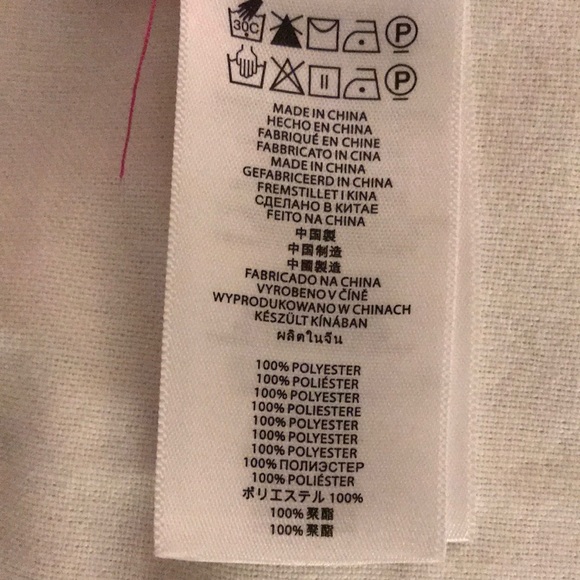 30C P
P
MADE IN CHINA
HECHO EN CHINA
FABRIQUÉ EN CHINE
FABBRICATO IN CINA
MADE IN CHINA
GEFABRICEERD IN CHINA
FREMSTILLET I KINA
СДЕЛАНО В КИТАЕ
FEITO NA CHINA
中国製
中国制造
中國製造
FABRICADO NA CHINA
VYROBENO V ČÍNĚ
WYPRODUKOWANO W CHINACH
KÉSZÜLT KÍNÁBAN
ผลิตในจีน
100% POLYESTER
100% POLIÉSTER
100% POLYESTER
100% POLIESTERE
100% POLYESTER
100% POLYESTER
100% POLYESTER
100% ПОЛИЭСТЕР
100% POLIÉSTER
ポリエステル 100%
100% 聚酯
100% 聚酯